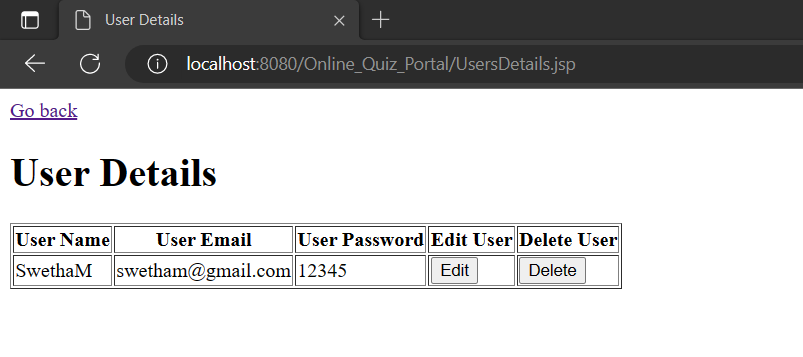 User Details
localhost:8080/Online_Quiz_Portal/UsersDetails.jsp
Go back
User Details
User Name User Email User Password Edit User Delete User
SwethaM swetham@gmail.com 12345 Edit Delete